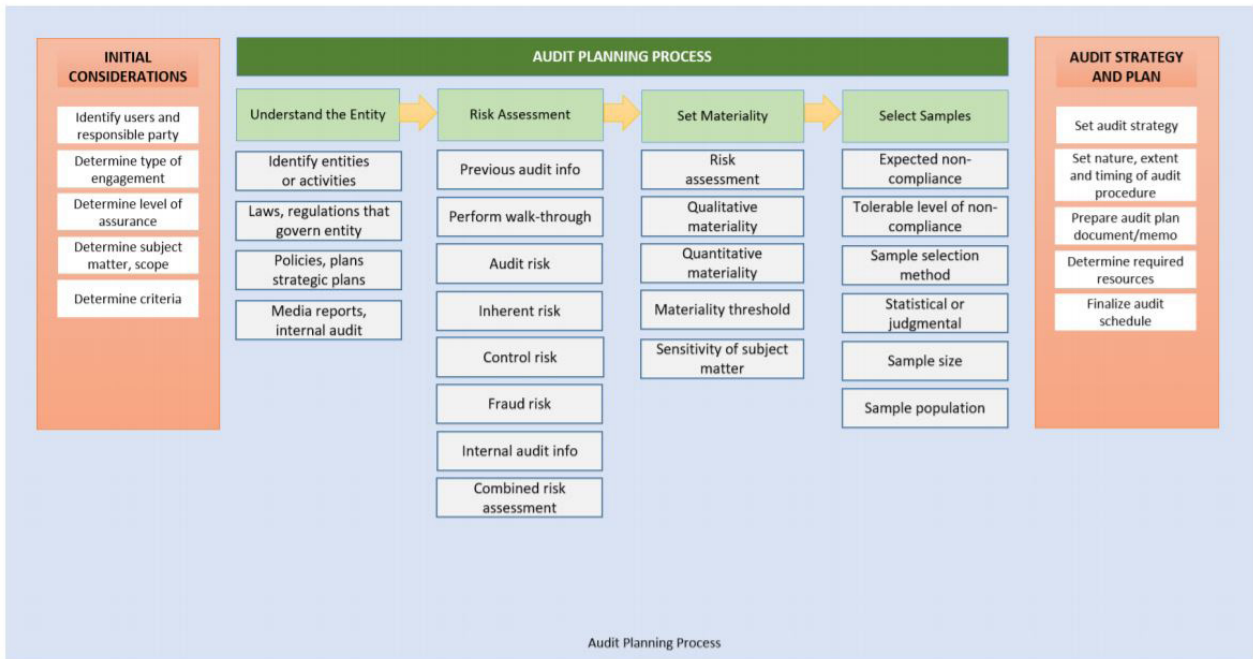 INITIAL
CONSIDERATIONS
Identify users and
responsible party
Determine type of
engagement
Determine level of
assurance
Determine subject
matter, scope
Determine criteria
AUDIT PLANNING PROCESS
Understand the Entity
Identify entities
or activities
Laws, regulations that
govern entity
Policies, plans
strategic plans
Media reports,
internal audit
Risk Assessment
Previous audit info
Perform walk-through
Audit risk
Inherent risk
Control risk
Fraud risk
Internal audit info
Combined risk
assessment
Set Materiality
Risk
assessment
Qualitative
materiality
Quantitative
materiality
Materiality threshold
Sensitivity of subject
matter
Select Samples
Expected non-
compliance
Tolerable level of non-
compliance
Sample selection
method
Statistical or
judgmental
Sample size
Sample population
AUDIT STRATEGY
AND PLAN
Set audit strategy
Set nature, extent
and timing of audit
procedure
Prepare audit plan
document/memo
Determine required
resources
Finalize audit
schedule
Audit Planning Process